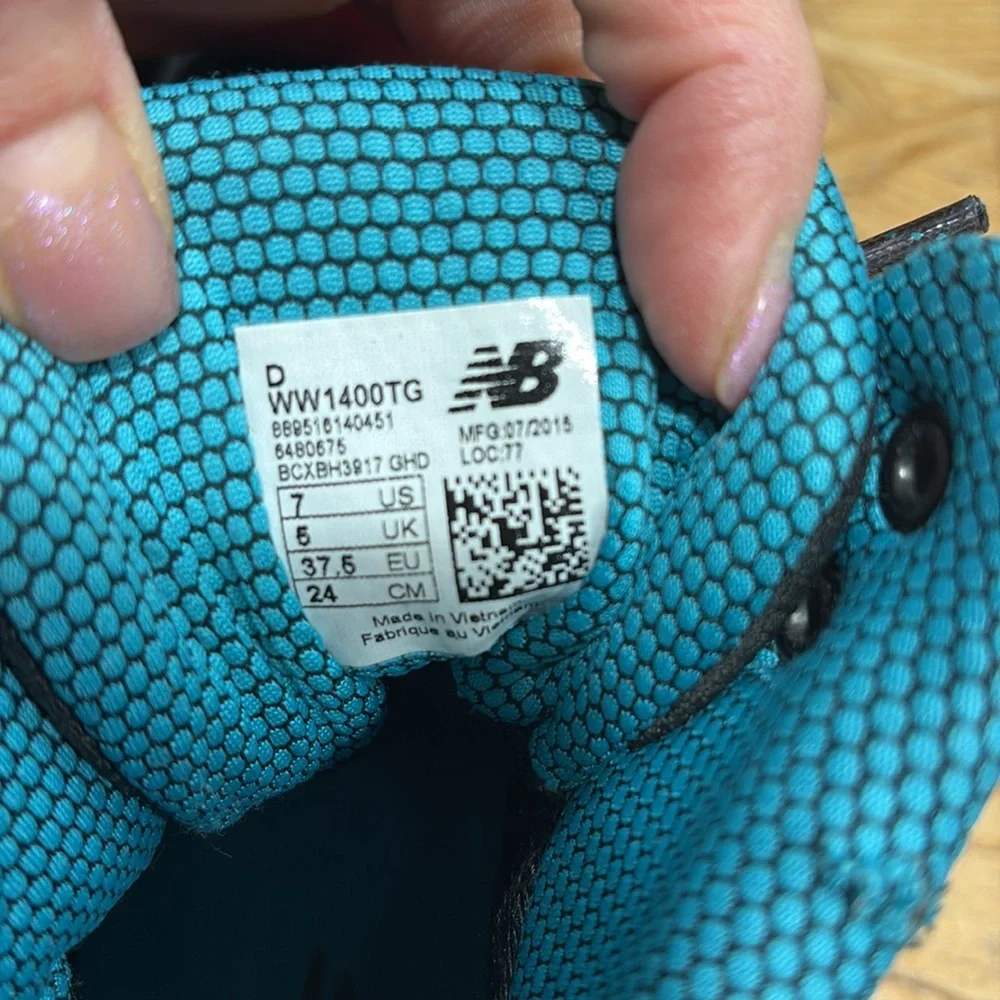 D
WW1400TG
889516140451
6480675
BCXBH3917 GHD
NB
MFG:07/2015
LOC:77
7 US
5 UK
37.5 EU
24 CM
Made in Vietnam
Fabrique au